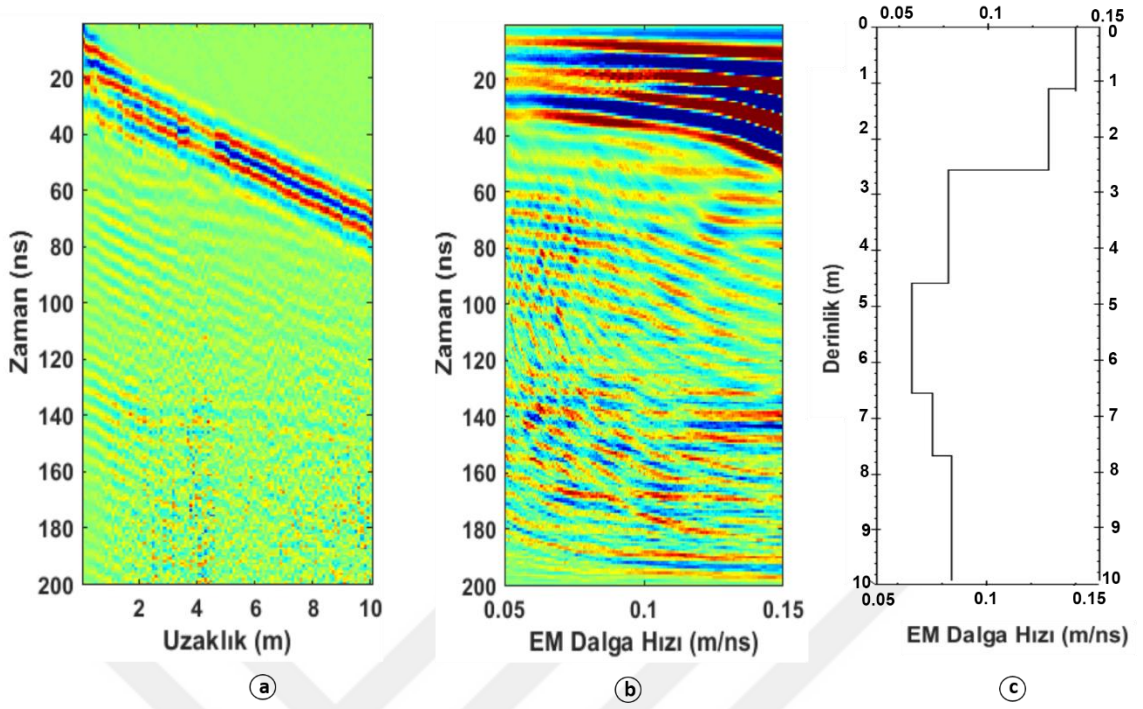 20
40
60
80
100
120
140
160
180
200
Zaman (ns)
2 4 6 8 10
Uzaklık (m)
a
20
40
60
80
100
120
140
160
180
200
Zaman (ns)
0.05 0.1 0.15
EM Dalga Hızı (m/ns)
b
0.05 0.1 0.15
0 0
1 1
2 2
3 3
4 4
5 5
6 6
7 7
8 8
9 9
10 10
Derinlik (m)
0.05 0.1 0.15
EM Dalga Hızı (m/ns)
c